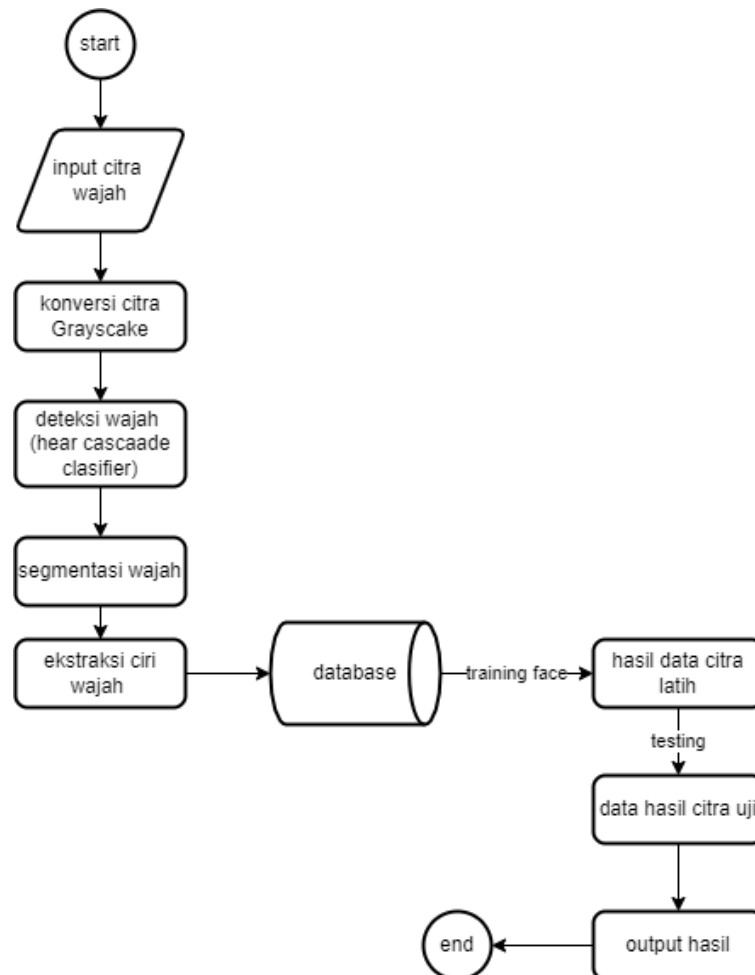 start
input citra
wajah
konversi citra
Grayscake
deteksi wajah
(hear cascaade
clasifier)
segmentasi wajah
ekstraksi ciri
wajah
database
training face
hasil data citra
latih
testing
data hasil citra uji
output hasil
end